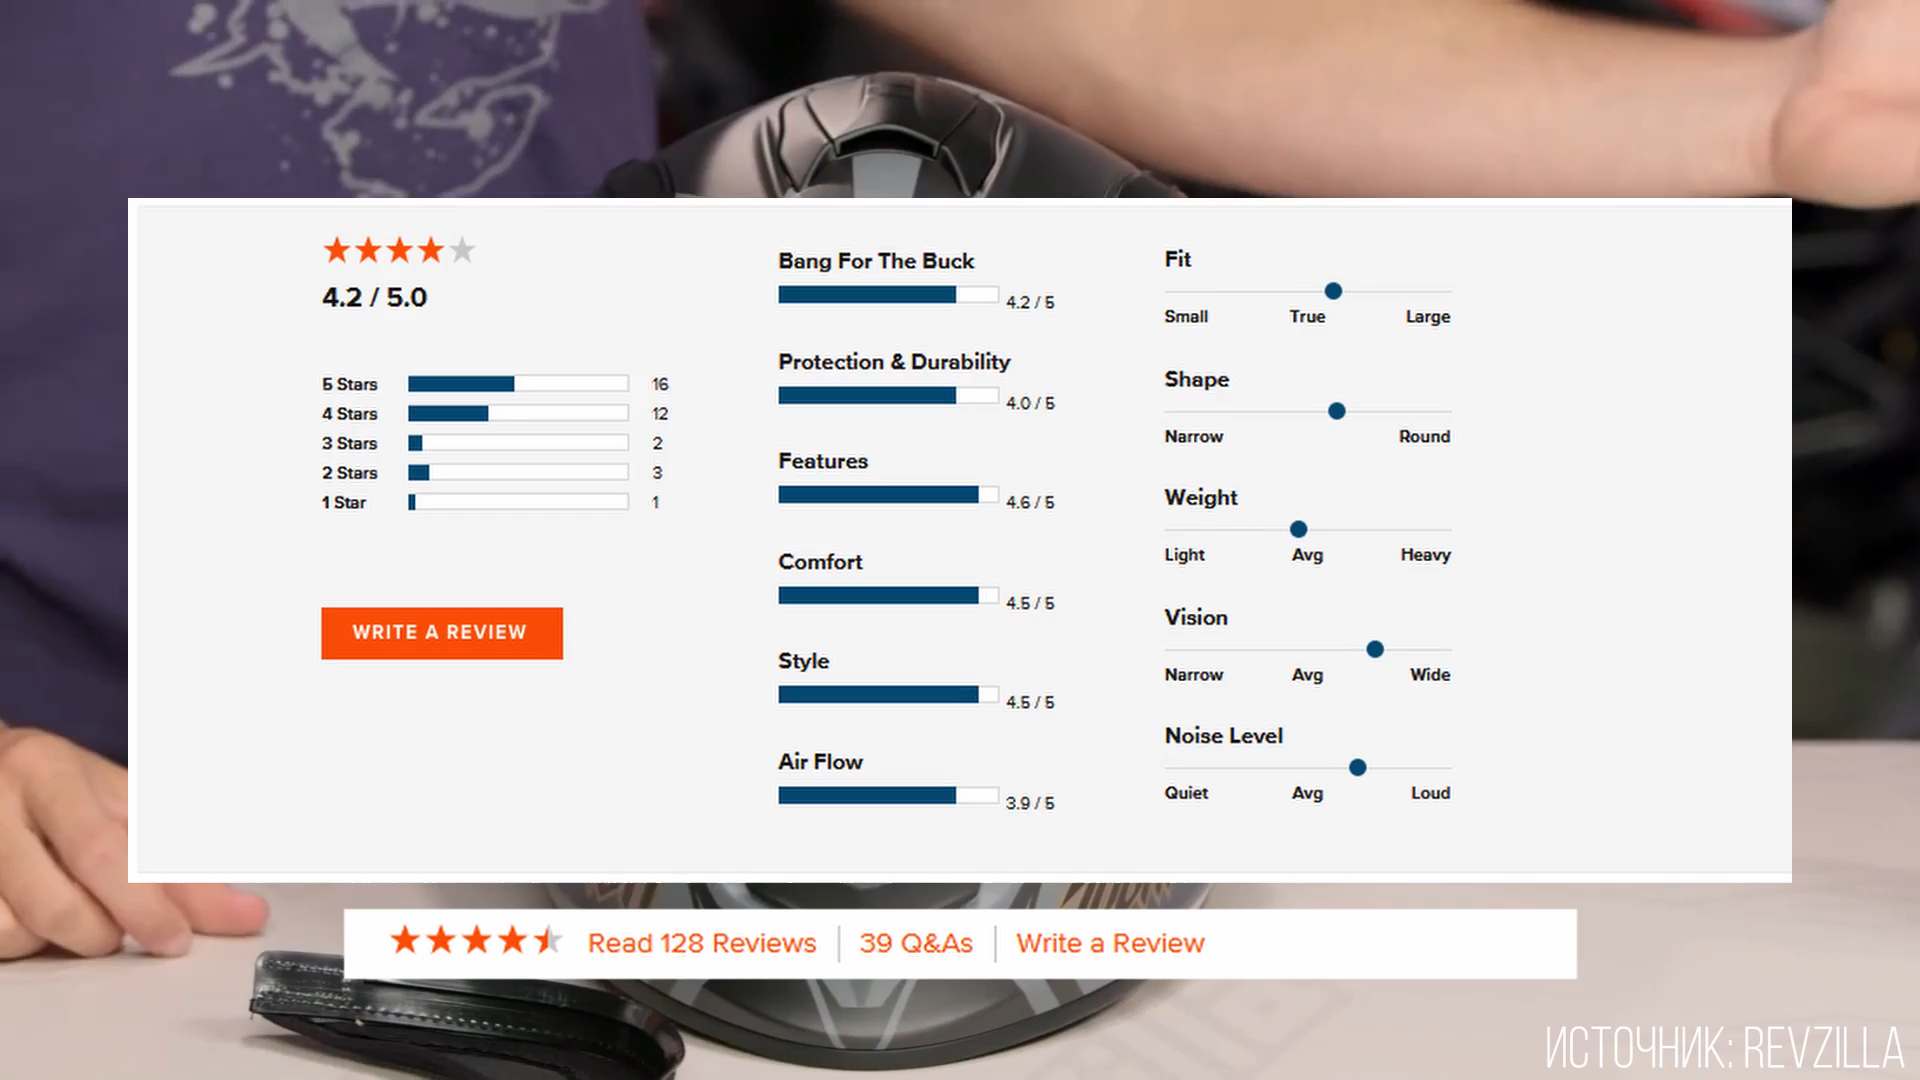 4.2 / 5.0
5 Stars 16
4 Stars 12
3 Stars 2
2 Stars 3
1 Star 1
WRITE A REVIEW
Bang For The Buck
4.2 / 5
Protection & Durability
4.0 / 5
Features
4.6 / 5
Comfort
4.5 / 5
Style
4.5 / 5
Air Flow
3.9 / 5
Fit
Small True Large
Shape
Narrow Round
Weight
Light Avg Heavy
Vision
Narrow Avg Wide
Noise Level
Quiet Avg Loud
Read 128 Reviews | 39 Q&As | Write a Review
ИСТОЧНИК: REVZILLA